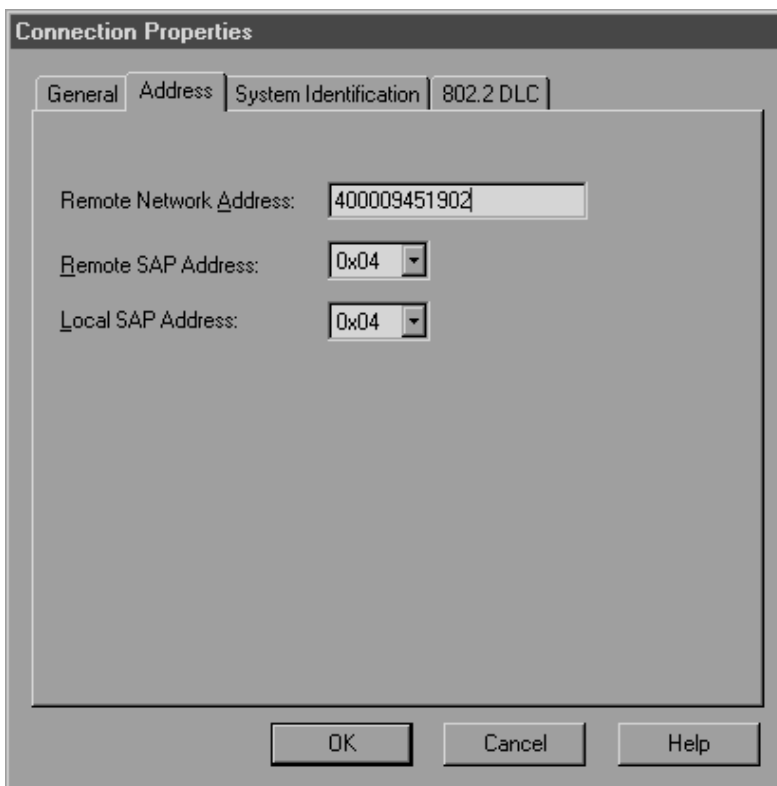 Connection Properties
General Address System Identification 802.2 DLC
Remote Network Address: 400009451902
Remote SAP Address: 0x04
Local SAP Address: 0x04
OK Cancel Help